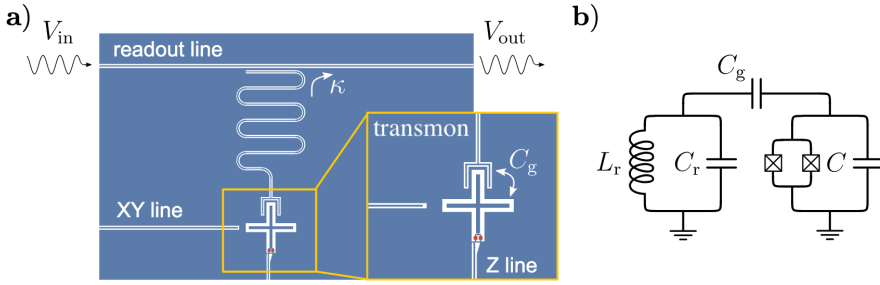 a)
V_in
readout line
V_out
κ
transmon
C_g
XY line
Z line
b)
C_g
L_r
C_r
C